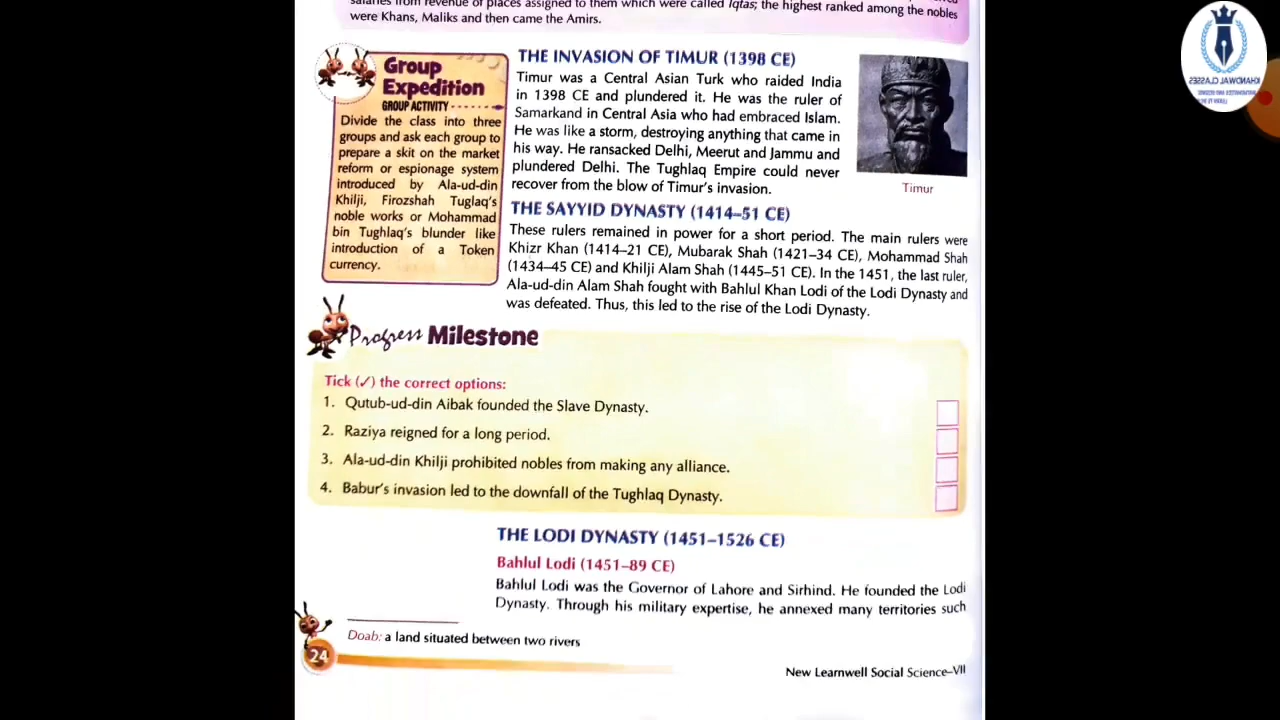 salaries from revenue of places assigned to them which were called Iqtas; the highest ranked among the nobles
were Khans, Maliks and then came the Amirs.
Group
Expedition
GROUP ACTIVITY
Divide the class into three
groups and ask each group to
prepare a skit on the market
reform or espionage system
introduced by Ala-ud-din
Khilji, Firozshah Tuglaq's
noble works or Mohammad
bin Tughlaq's blunder like
introduction of a Token
currency.
THE INVASION OF TIMUR (1398 CE)
Timur was a Central Asian Turk who raided India
in 1398 CE and plundered it. He was the ruler of
Samarkand in Central Asia who had embraced Islam.
He was like a storm, destroying anything that came in
his way. He ransacked Delhi, Meerut and Jammu and
plundered Delhi. The Tughlaq Empire could never
recover from the blow of Timur's invasion.
Timur
THE SAYYID DYNASTY (1414–51 CE)
These rulers remained in power for a short period. The main rulers were
Khizr Khan (1414–21 CE), Mubarak Shah (1421–34 CE), Mohammad Shah
(1434–45 CE) and Khilji Alam Shah (1445–51 CE). In the 1451, the last ruler,
Ala-ud-din Alam Shah fought with Bahlul Khan Lodi of the Lodi Dynasty and
was defeated. Thus, this led to the rise of the Lodi Dynasty.
Progress Milestone
Tick (✓) the correct options:
1. Qutub-ud-din Aibak founded the Slave Dynasty.
2. Raziya reigned for a long period.
3. Ala-ud-din Khilji prohibited nobles from making any alliance.
4. Babur's invasion led to the downfall of the Tughlaq Dynasty.
THE LODI DYNASTY (1451–1526 CE)
Bahlul Lodi (1451–89 CE)
Bahlul Lodi was the Governor of Lahore and Sirhind. He founded the Lodi
Dynasty. Through his military expertise, he annexed many territories such
Doab: a land situated between two rivers
24
New Learnwell Social Science–VII
KHANDWAL CLASSES